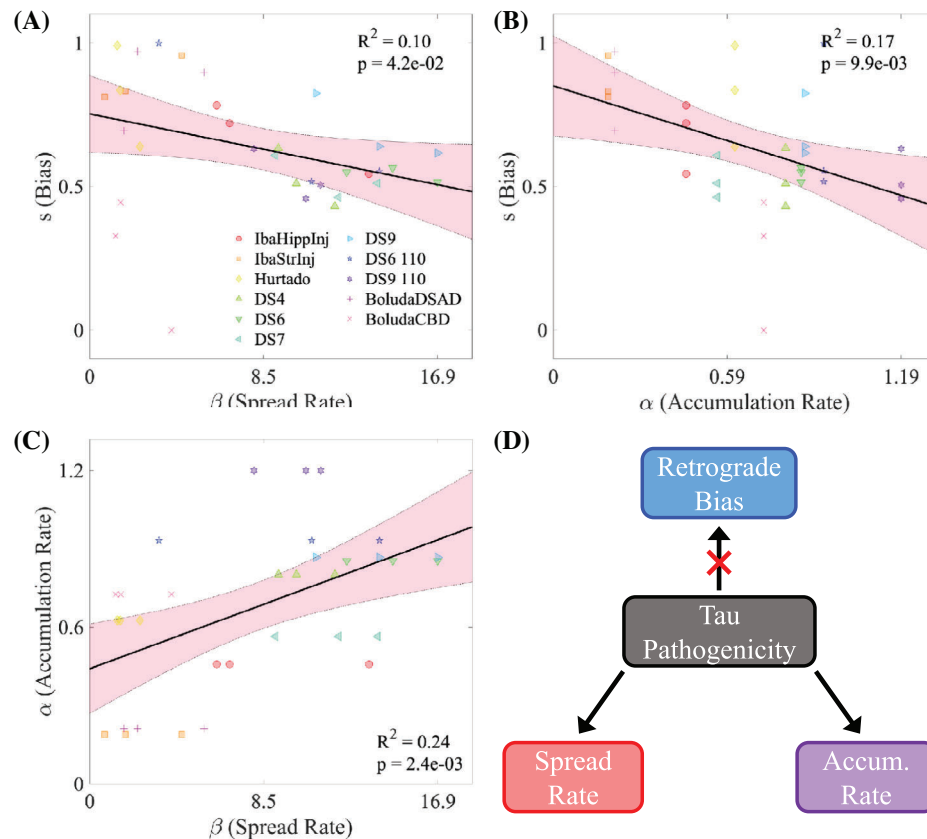 (A)
R² = 0.10
p = 4.2e-02
1
0.5
0
s (Bias)
IbaHippInj
IbaStrInj
Hurtado
DS4
DS6
DS7
DS9
DS6 110
DS9 110
BoludaDSAD
BoludaCBD
0
8.5
16.9
β (Spread Rate)
(B)
R² = 0.17
p = 9.9e-03
1
0.5
0
s (Bias)
0
0.59
1.19
α (Accumulation Rate)
(C)
1.2
0.6
0
α (Accumulation Rate)
R² = 0.24
p = 2.4e-03
0
8.5
16.9
β (Spread Rate)
(D)
Retrograde
Bias
Tau
Pathogenicity
Spread
Rate
Accum.
Rate